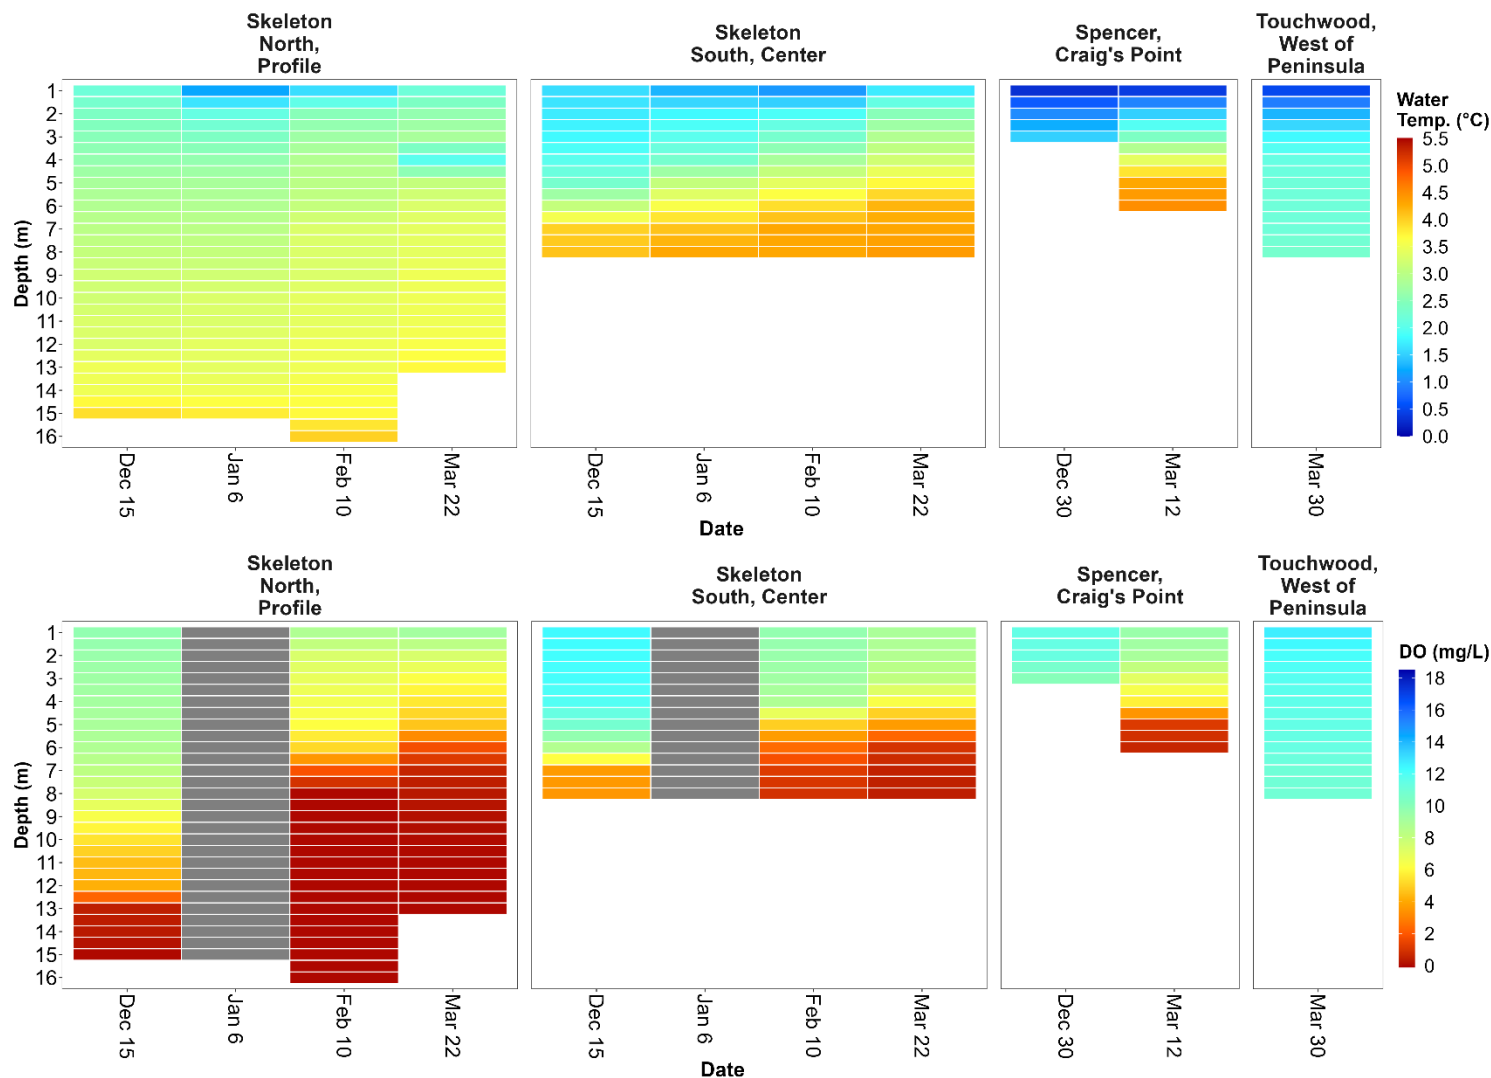 Skeleton
North,
Profile
Skeleton
South, Center
Spencer,
Craig's Point
Touchwood,
West of
Peninsula
Depth (m)
1
2
3
4
5
6
7
8
9
10
11
12
13
14
15
16
Dec 15
Jan 6
Feb 10
Mar 22
Dec 15
Jan 6
Feb 10
Mar 22
Dec 30
Mar 12
Mar 30
Date
Water
Temp. (°C)
5.5
5.0
4.5
4.0
3.5
3.0
2.5
2.0
1.5
1.0
0.5
0.0
Skeleton
North,
Profile
Skeleton
South, Center
Spencer,
Craig's Point
Touchwood,
West of
Peninsula
Depth (m)
1
2
3
4
5
6
7
8
9
10
11
12
13
14
15
16
Dec 15
Jan 6
Feb 10
Mar 22
Dec 15
Jan 6
Feb 10
Mar 22
Dec 30
Mar 12
Mar 30
Date
DO (mg/L)
18
16
14
12
10
8
6
4
2
0